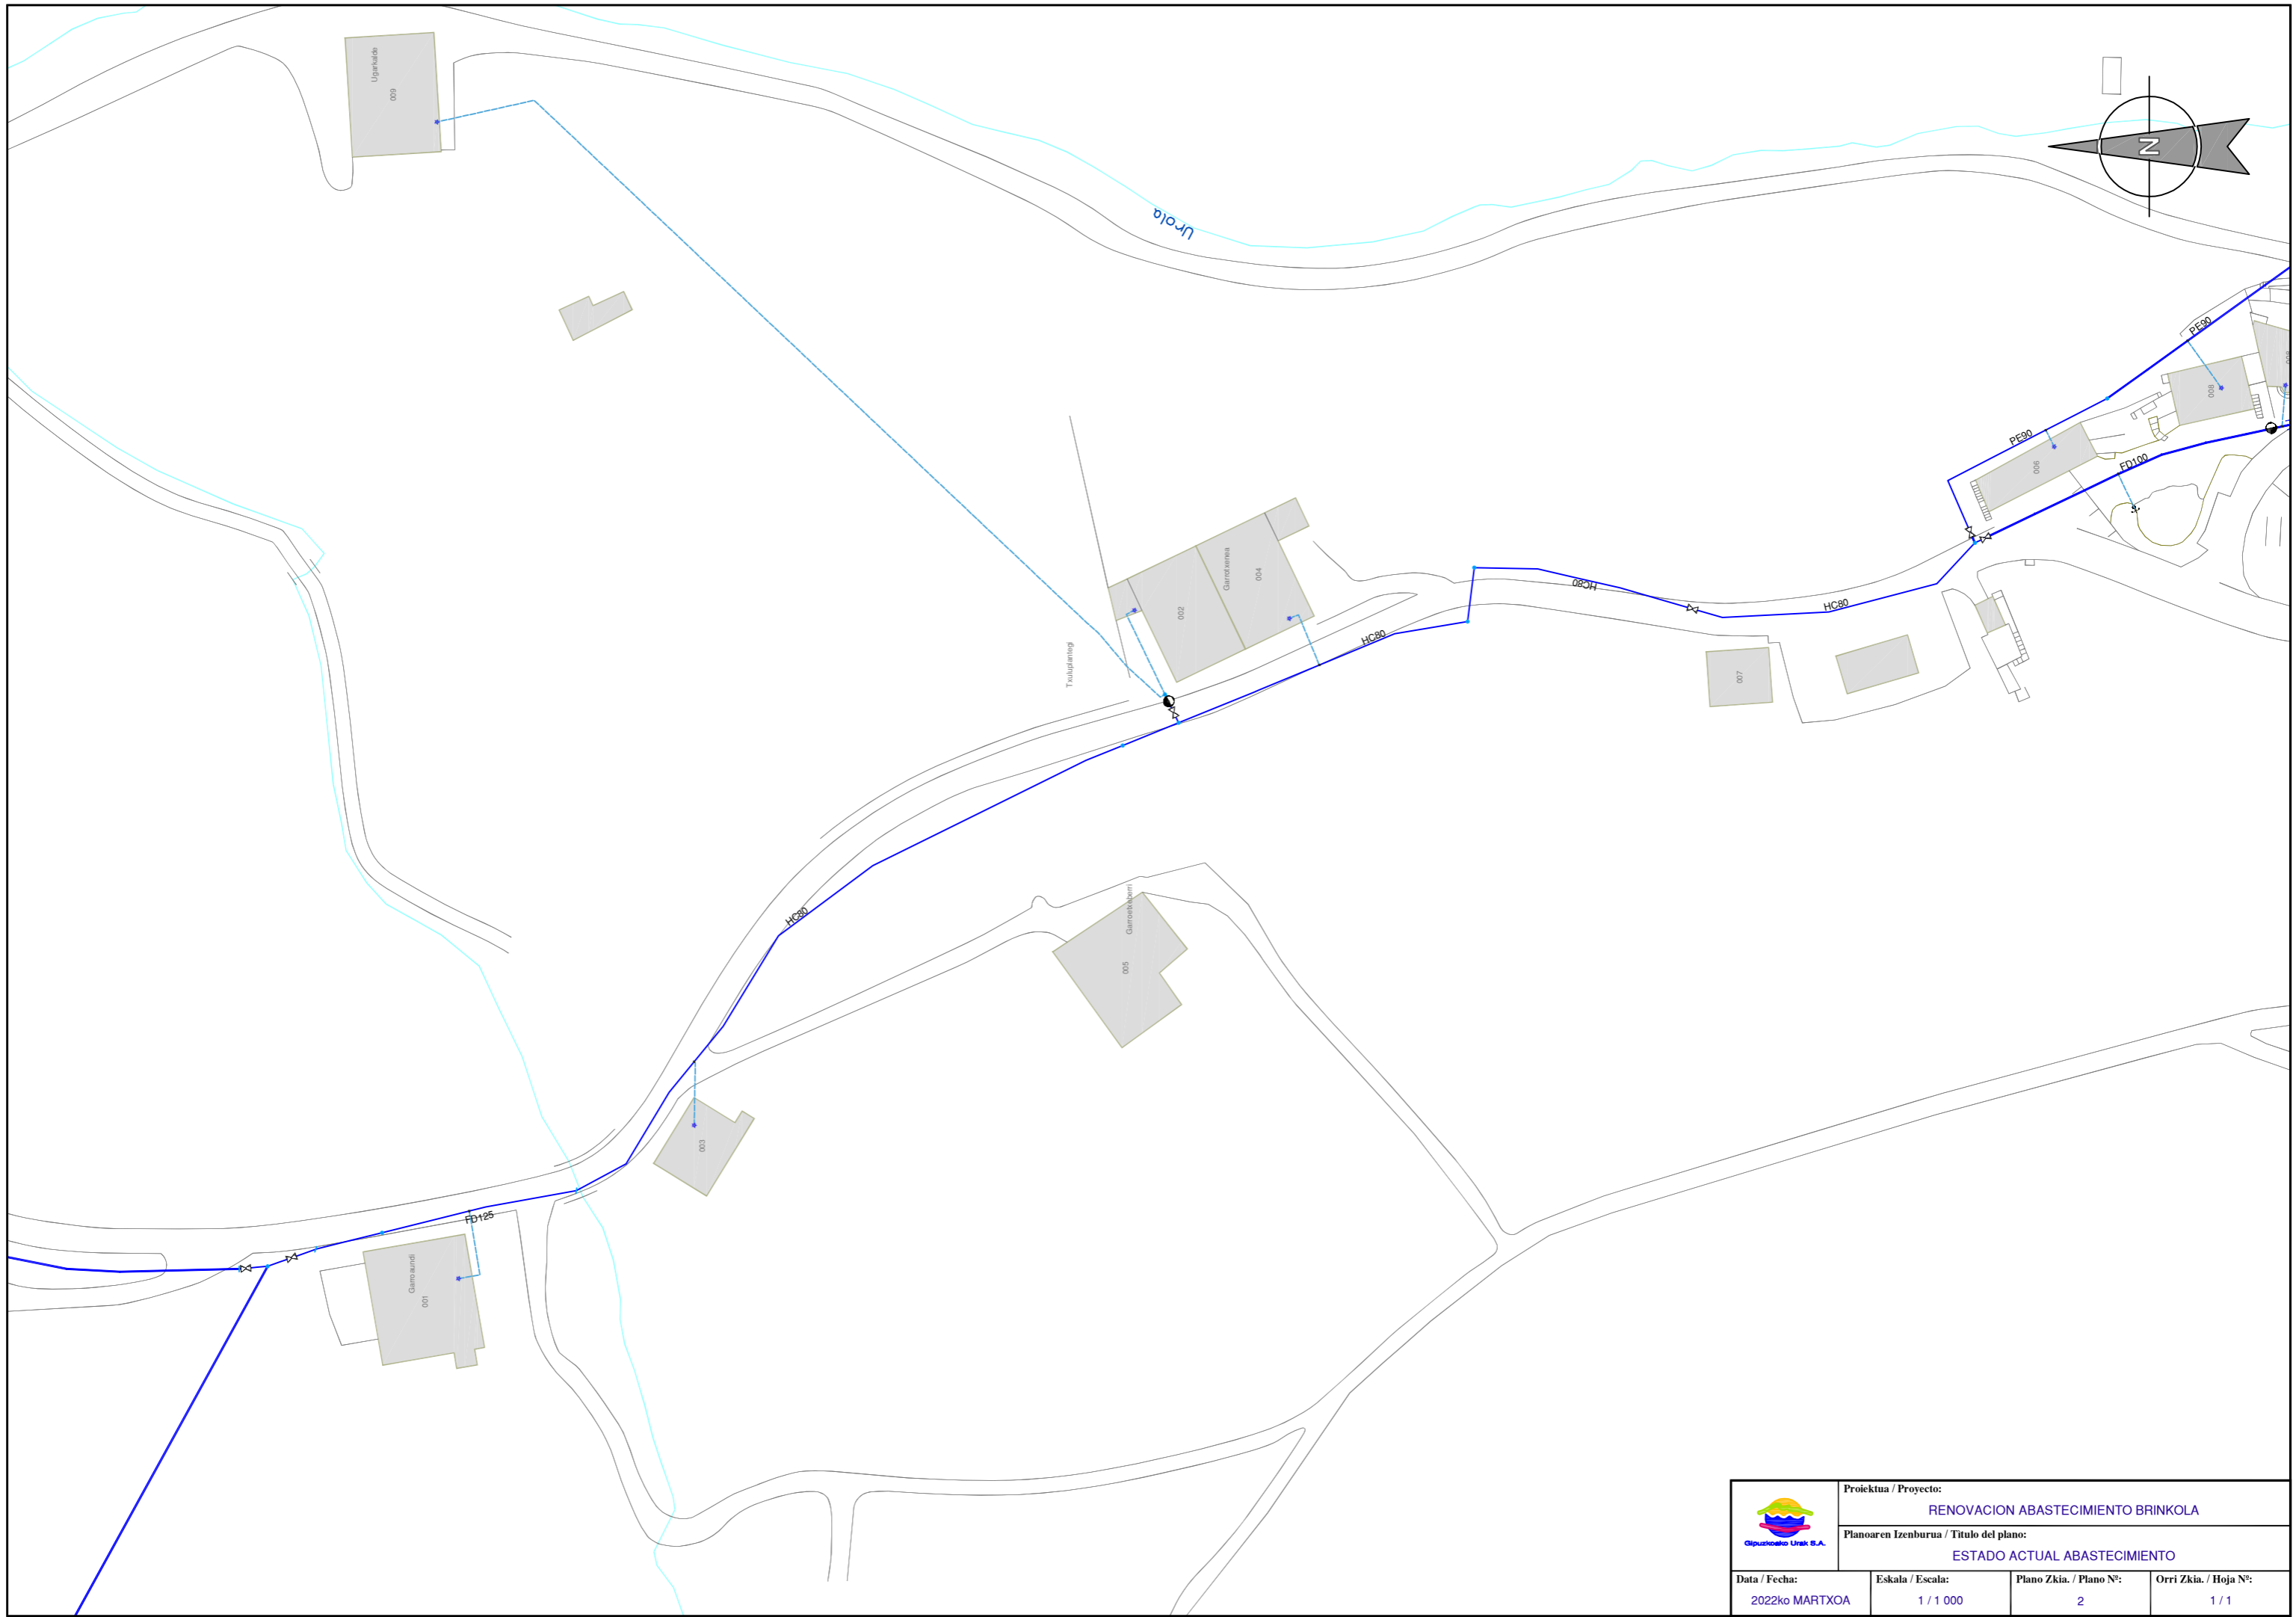 Ugarkalde
009
Urola
N
PE90
008
PE90
006
FD100
Garrotxenea
004
002
HC80
HC80
HC80
Txuluplantegi
007
HC80
Garroetxeberri
005
003
FD125
Garroaundi
001
Gipuzkoako Urak S.A.
Proiektua / Proyecto:
RENOVACION ABASTECIMIENTO BRINKOLA
Planoaren Izenburua / Titulo del plano:
ESTADO ACTUAL ABASTECIMIENTO
Data / Fecha:
2022ko MARTXOA
Eskala / Escala:
1 / 1 000
Plano Zkia. / Plano Nº:
2
Orri Zkia. / Hoja Nº:
1 / 1